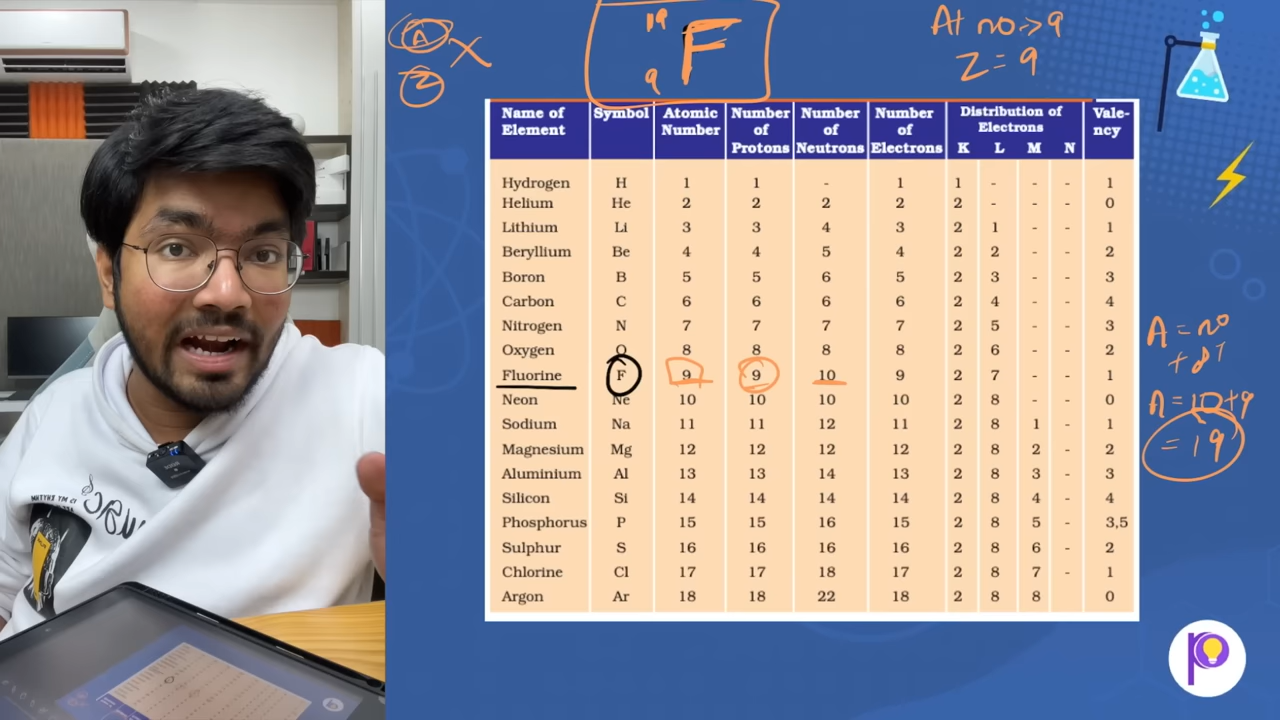 A
Z
X
19
9
F
At no → 9
Z = 9
Name of Element Symbol Atomic Number Number of Protons Number of Neutrons Number of Electrons Distribution of Electrons K L M N Vale-ncy
Hydrogen H 1 1 - 1 1 - - - 1
Helium He 2 2 2 2 2 - - - 0
Lithium Li 3 3 4 3 2 1 - - 1
Beryllium Be 4 4 5 4 2 2 - - 2
Boron B 5 5 6 5 2 3 - - 3
Carbon C 6 6 6 6 2 4 - - 4
Nitrogen N 7 7 7 7 2 5 - - 3
Oxygen O 8 8 8 8 2 6 - - 2
Fluorine F 9 9 10 9 2 7 - - 1
Neon Ne 10 10 10 10 2 8 - - 0
Sodium Na 11 11 12 11 2 8 1 - 1
Magnesium Mg 12 12 12 12 2 8 2 - 2
Aluminium Al 13 13 14 13 2 8 3 - 3
Silicon Si 14 14 14 14 2 8 4 - 4
Phosphorus P 15 15 16 15 2 8 5 - 3,5
Sulphur S 16 16 16 16 2 8 6 - 2
Chlorine Cl 17 17 18 17 2 8 7 - 1
Argon Ar 18 18 22 18 2 8 8 0
A = no
A = 10+9
= 19